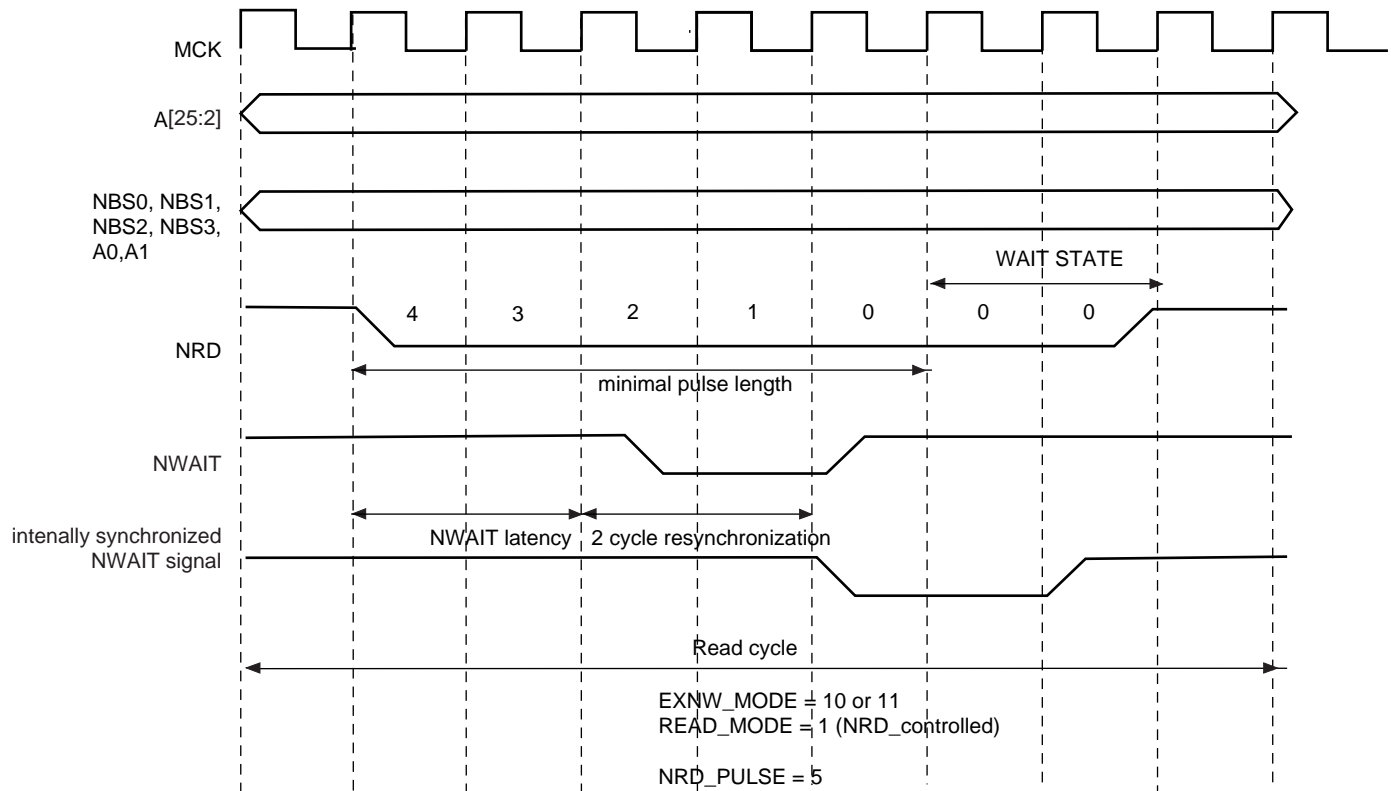 MCK
A[25:2]
NBS0, NBS1,
NBS2, NBS3,
A0,A1
WAIT STATE
4 3 2 1 0 0 0
NRD
minimal pulse length
NWAIT
intenally synchronized
NWAIT signal
NWAIT latency 2 cycle resynchronization
Read cycle
EXNW_MODE = 10 or 11
READ_MODE = 1 (NRD_controlled)
NRD_PULSE = 5